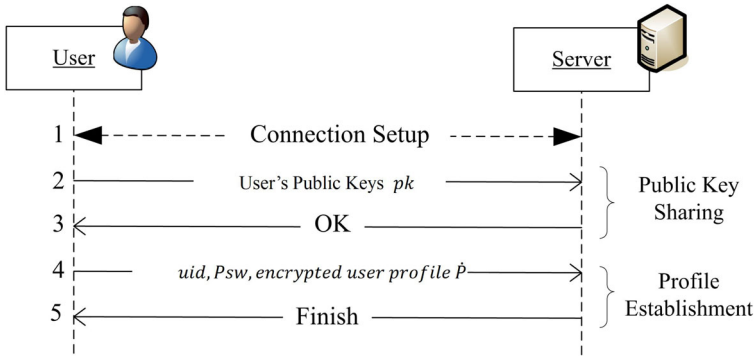 User
Server
1 Connection Setup
2 User's Public Keys pk
3 OK
Public Key
Sharing
4 uid, Psw, encrypted user profile Ṗ
5 Finish
Profile
Establishment